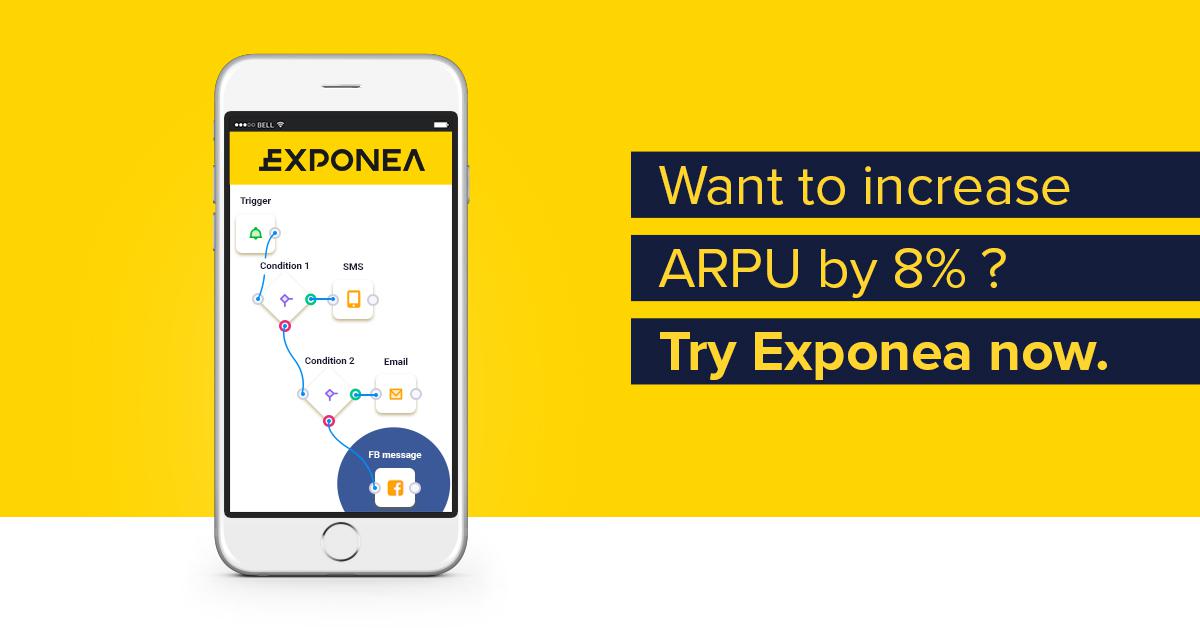 BELL
EXPONEA
Trigger
Condition 1
SMS
Condition 2
Email
FB message
Want to increase
ARPU by 8% ?
Try Exponea now.